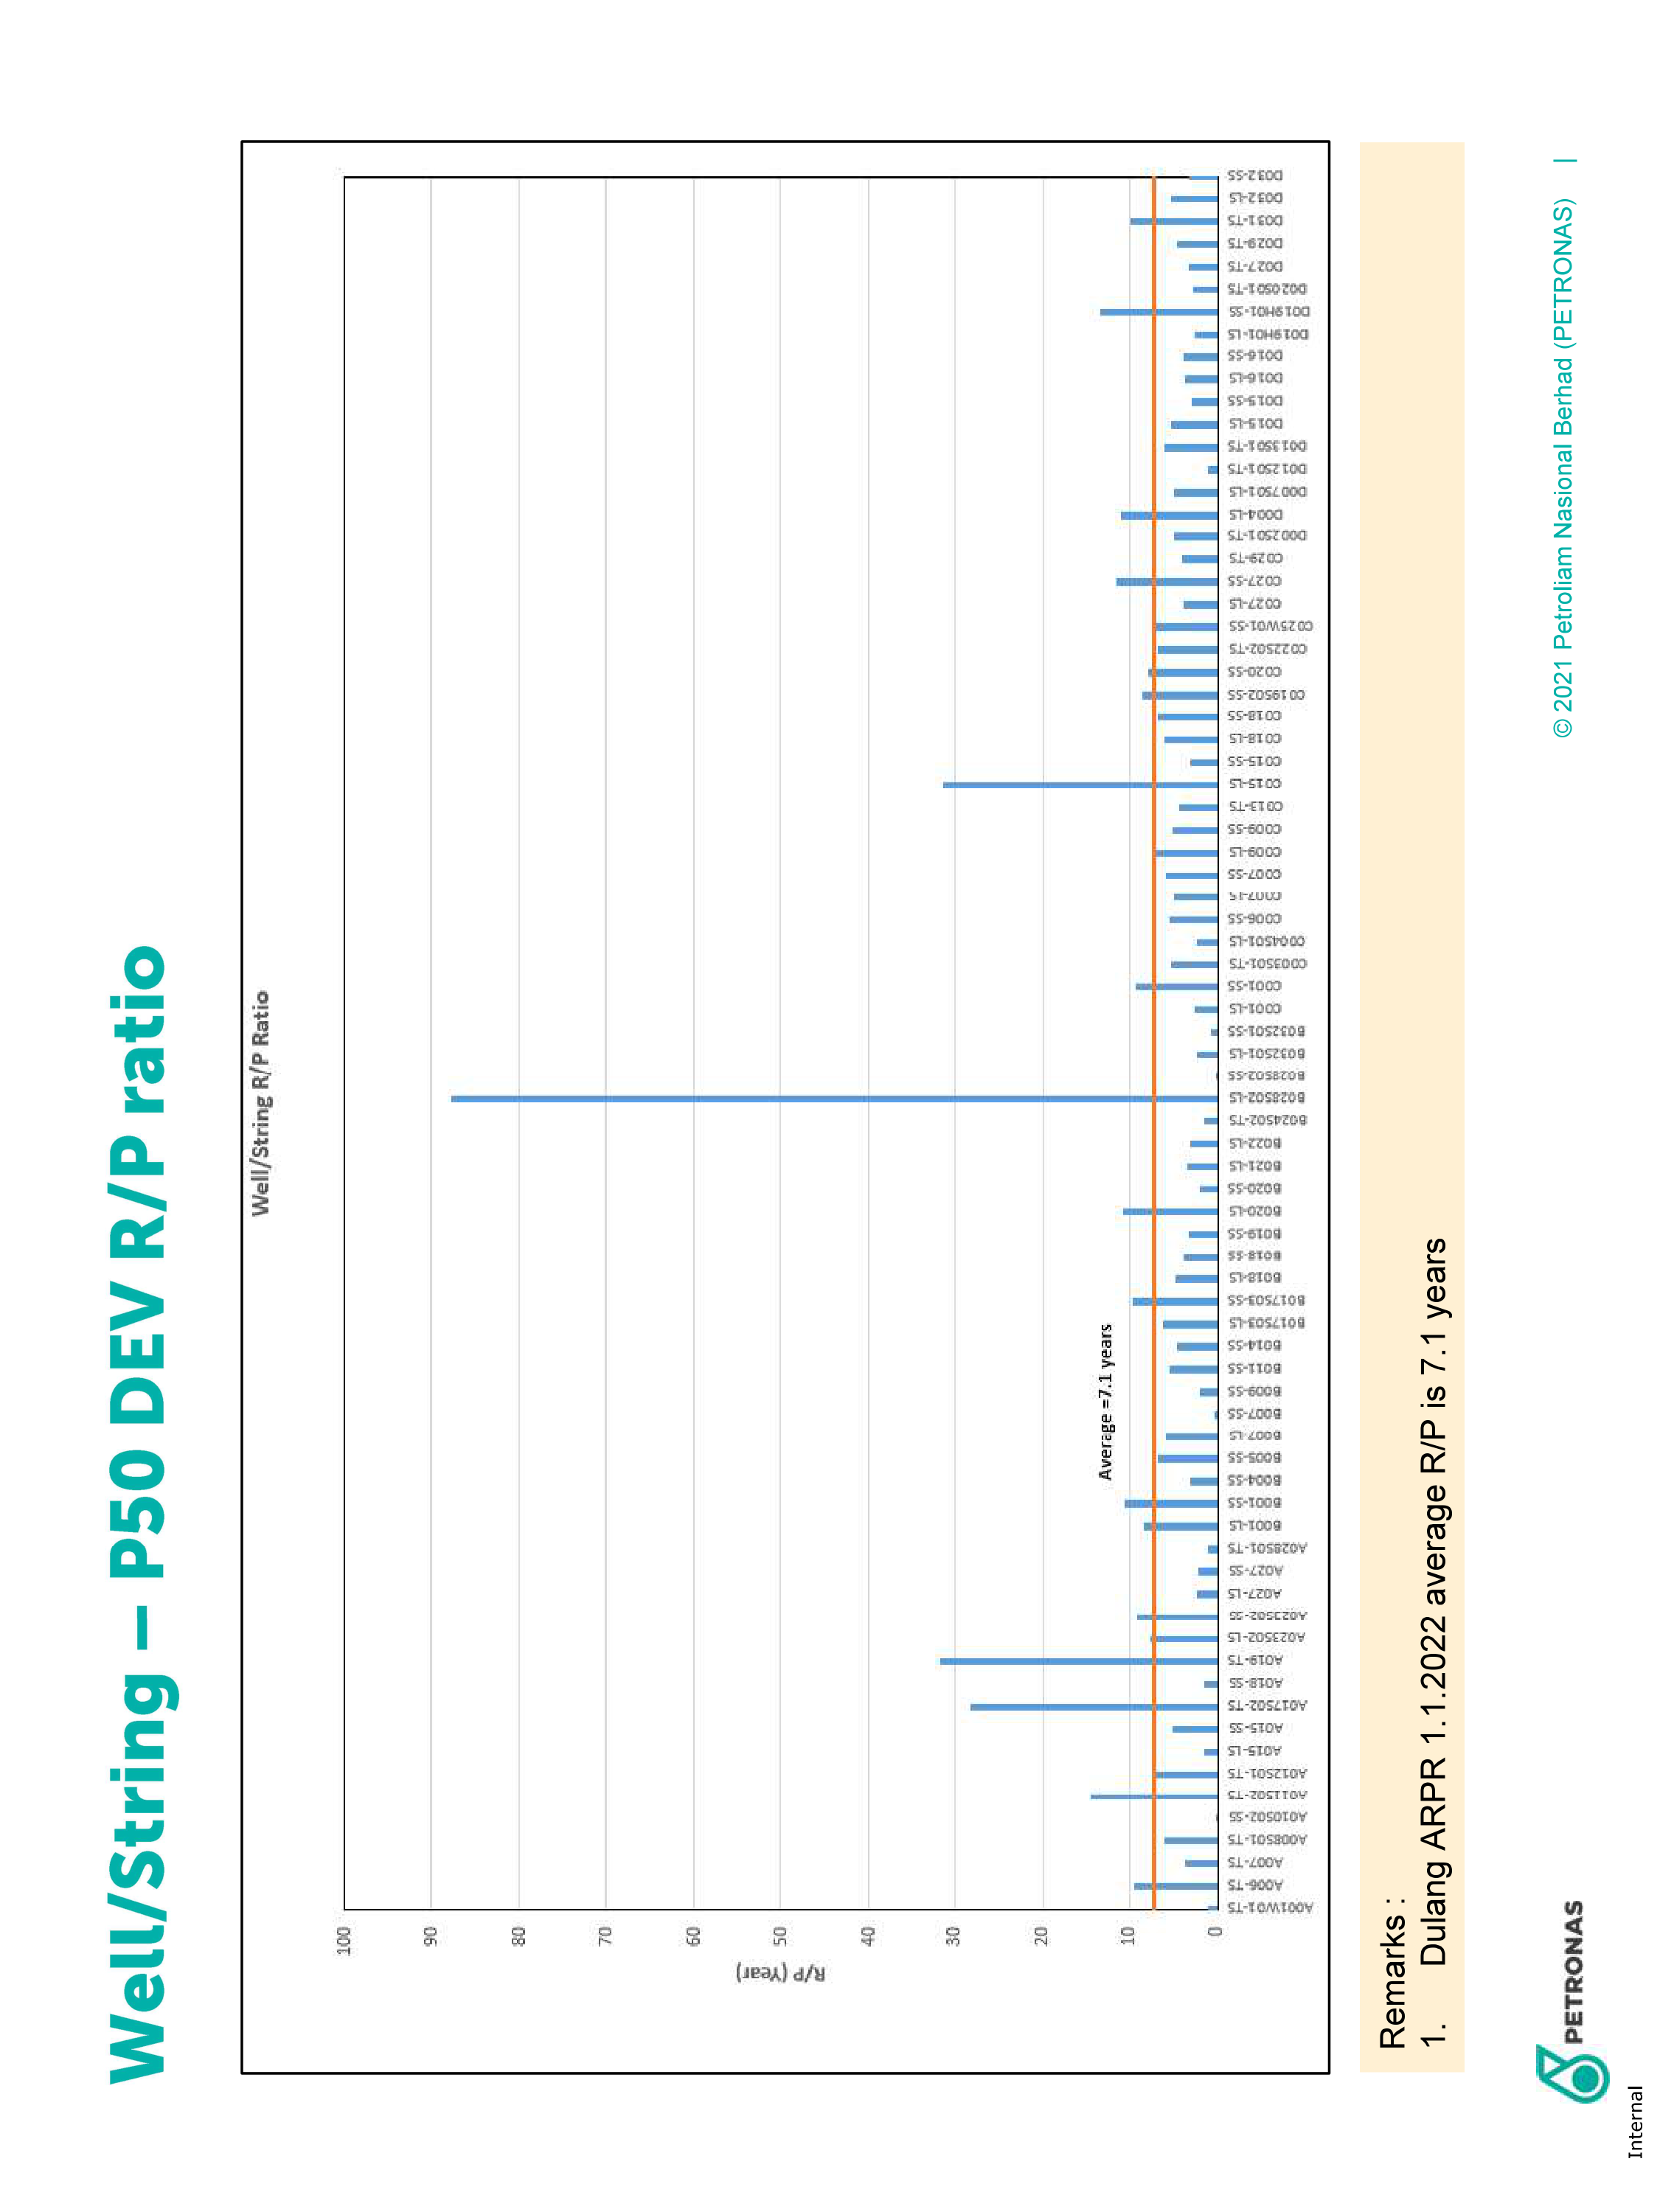 Well/String – P50 DEV R/P ratio
Well/String R/P Ratio
100
90
80
70
60
50
40
30
20
10
0
R/P (Year)
Average =7.1 years
A001W01-TS
A006-TS
A007-TS
A008S01-TS
A010S02-SS
A011S02-TS
A012S01-TS
A015-LS
A015-SS
A017S02-TS
A018-SS
A019-TS
A023S02-LS
A023S02-SS
A027-LS
A027-SS
A028S01-TS
B001-LS
B001-SS
B004-SS
B005-SS
B007-LS
B007-SS
B009-SS
B011-SS
B014-SS
B017S03-LS
B017S03-SS
B018-LS
B018-SS
B019-SS
B020-LS
B020-SS
B021-LS
B022-LS
B024S02-TS
B028S02-LS
B028S02-SS
B032S01-LS
B032S01-SS
C001-LS
C001-SS
C003S01-TS
C004S01-LS
C006-SS
C007-LS
C007-SS
C009-LS
C009-SS
C013-TS
C015-LS
C015-SS
C018-LS
C018-SS
C019S02-SS
C020-SS
C022S02-TS
C025W01-SS
C027-LS
C027-SS
C029-TS
D002S01-TS
D004-LS
D007S01-LS
D012S01-TS
D013S01-TS
D015-LS
D015-SS
D016-LS
D016-SS
D019H01-LS
D019H01-SS
D020S01-TS
D027-TS
D029-TS
D031-TS
D032-LS
D032-SS
Remarks :
1. Dulang ARPR 1.1.2022 average R/P is 7.1 years
PETRONAS
© 2021 Petroliam Nasional Berhad (PETRONAS) |
Internal